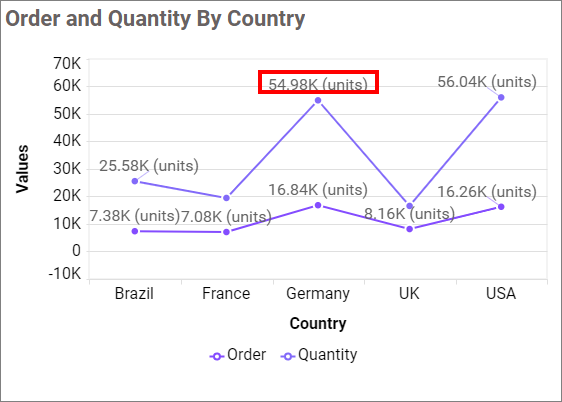 Order and Quantity By Country
70K
60K
50K
40K
30K
20K
10K
0
-10K
Values
54.98K (units)
56.04K (units)
25.58K (units)
16.84K (units)
16.26K (units)
7.38K (units)
7.08K (units)
8.16K (units)
Brazil
France
Germany
UK
USA
Country
Order
Quantity